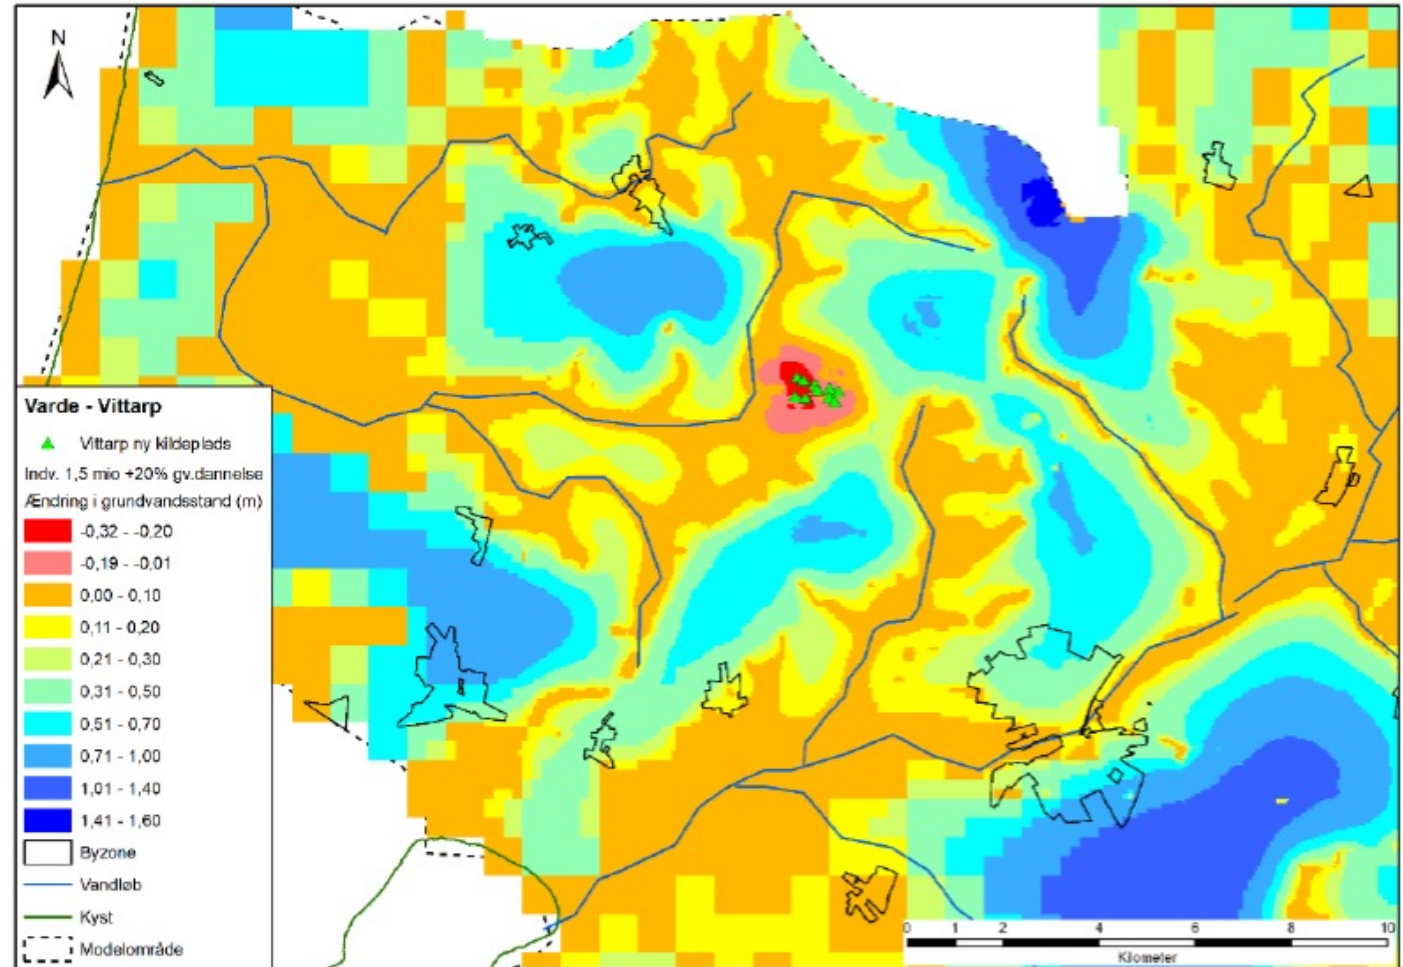 N
Varde - Vittarp
Vittarp ny kildeplads
Indv. 1,5 mio +20% gv.dannelse
Ændring i grundvandsstand (m)
-0,32 - -0,20
-0,19 - -0,01
0,00 - 0,10
0,11 - 0,20
0,21 - 0,30
0,31 - 0,50
0,51 - 0,70
0,71 - 1,00
1,01 - 1,40
1,41 - 1,60
Byzone
Vandløb
Kyst
Modelområde
0 1 2 4 6 8 10
Kilometer